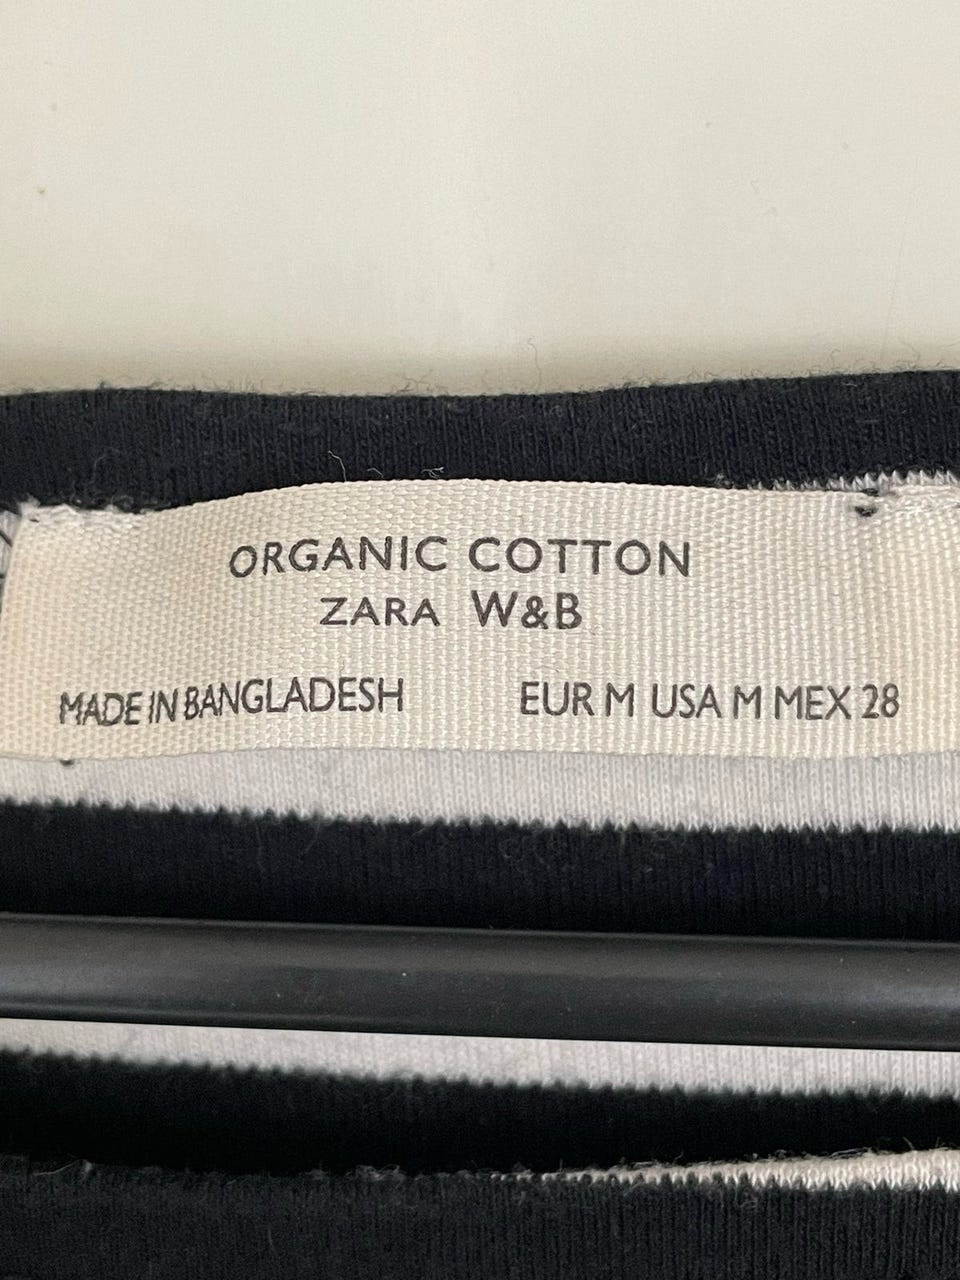 ORGANIC COTTON
ZARA W&B
MADE IN BANGLADESH EUR M USA M MEX 28